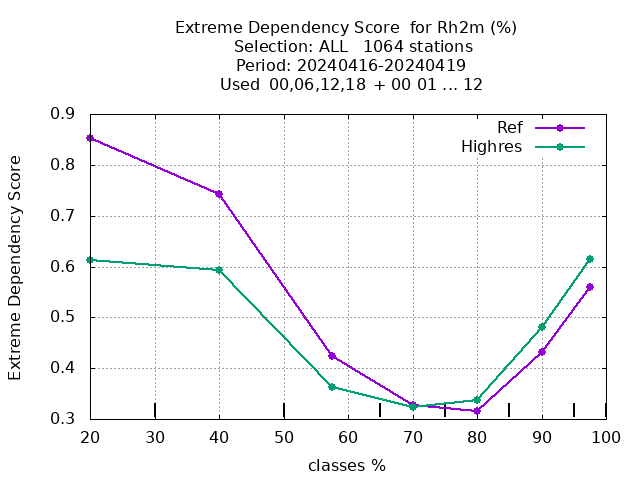 Extreme Dependency Score  for Rh2m (%)
Selection: ALL   1064 stations
Period: 20240416-20240419
Used  00,06,12,18  + 00 01 ... 12
Ref
Highres
Extreme Dependency Score
0.9
0.8
0.7
0.6
0.5
0.4
0.3
20 30 40 50 60 70 80 90 100
classes %